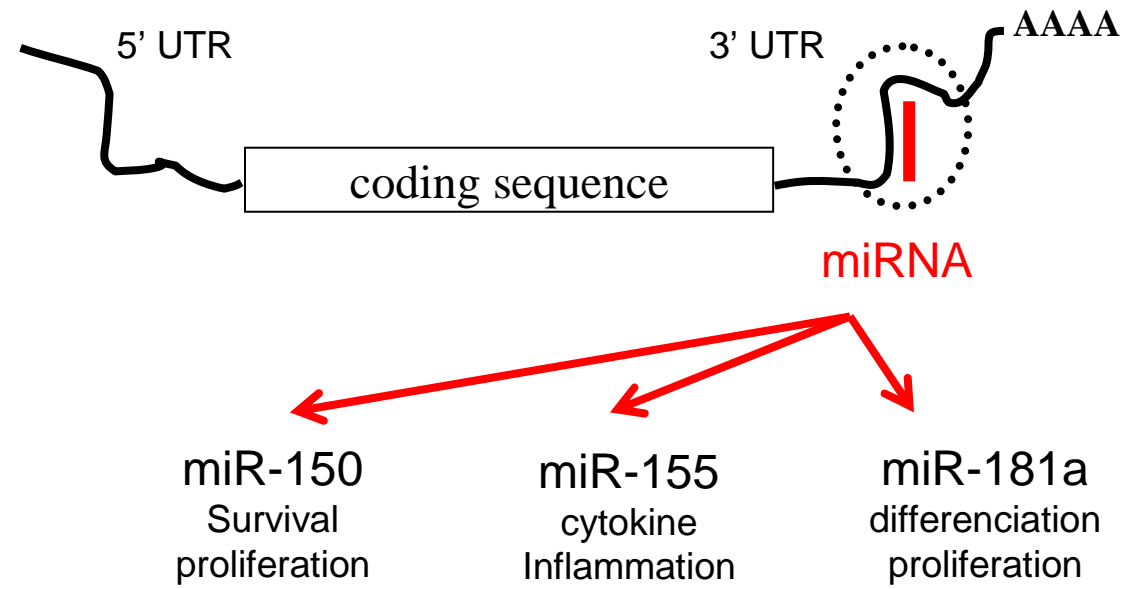 AAAA
5’ UTR
3’ UTR
coding sequence
miRNA
miR-150
Survival
proliferation
miR-155
cytokine
Inflammation
miR-181a
differenciation
proliferation